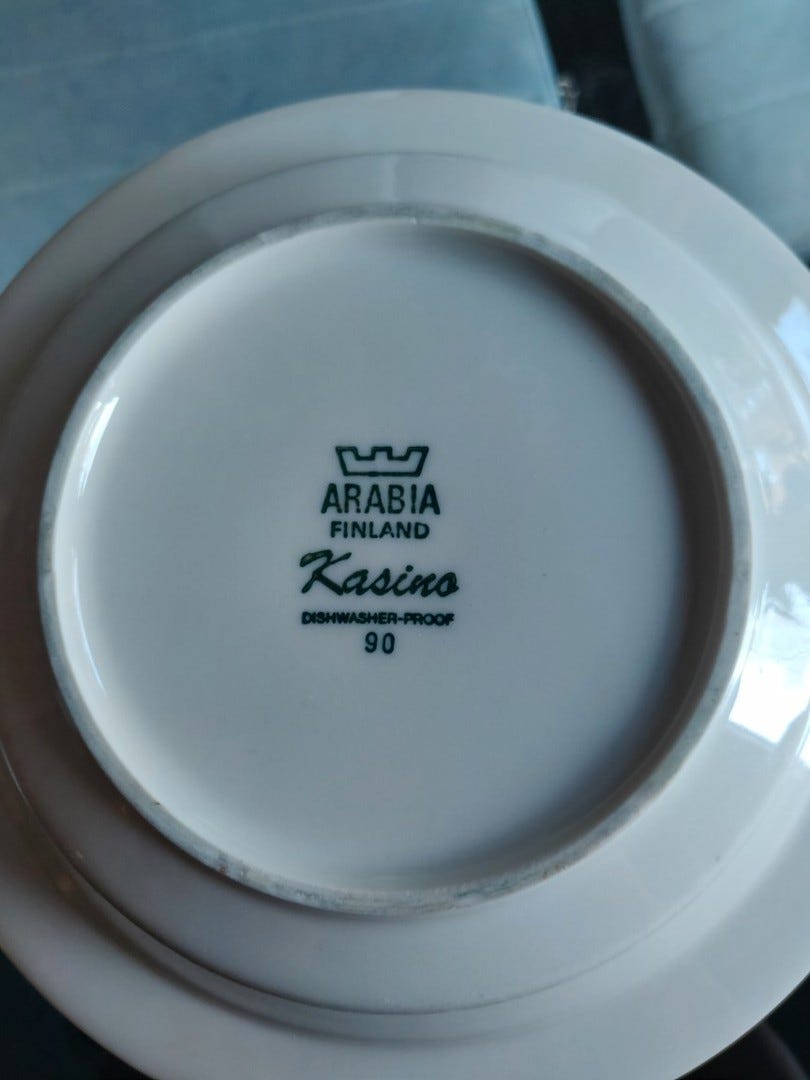 ARABIA
FINLAND
Kasino
DISHWASHER-PROOF
90